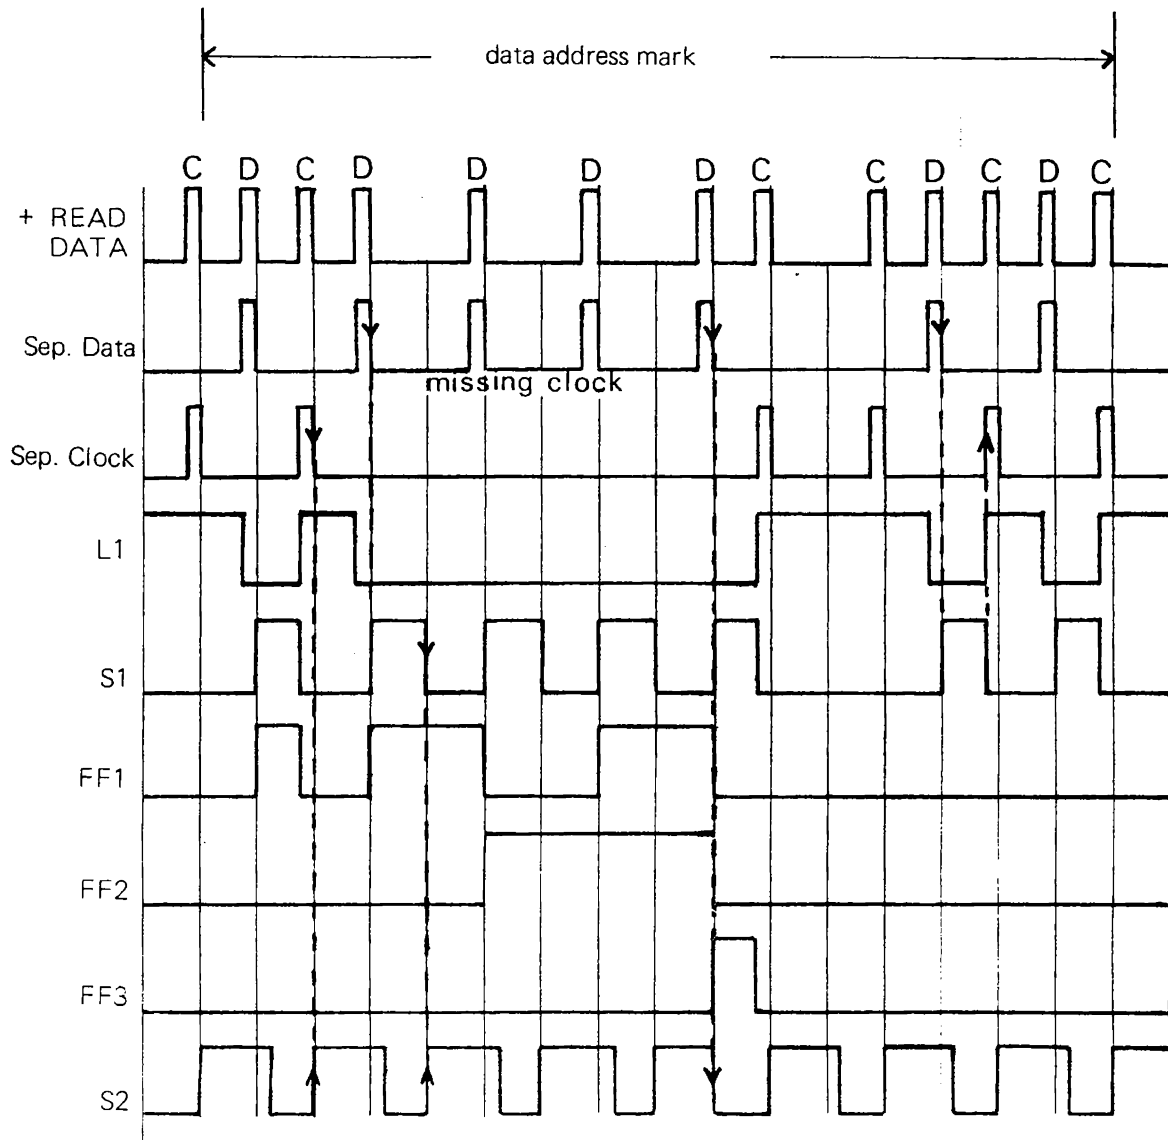 data address mark
C D C D D D D C C D C D C
+ READ
DATA
Sep. Data
missing clock
Sep. Clock
L1
S1
FF1
FF2
FF3
S2